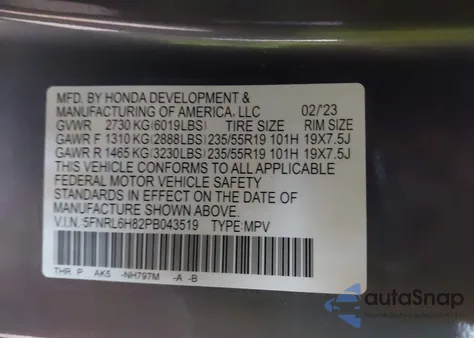 MFD. BY HONDA DEVELOPMENT &
MANUFACTURING OF AMERICA, LLC 02/'23
GVWR 2730 KG(6019LBS) TIRE SIZE RIM SIZE
GAWR F 1310 KG(2888LBS) 235/55R19 101H 19X7.5J
GAWR R 1465 KG(3230LBS) 235/55R19 101H 19X7.5J
THIS VEHICLE CONFORMS TO ALL APPLICABLE
FEDERAL MOTOR VEHICLE SAFETY
STANDARDS IN EFFECT ON THE DATE OF
MANUFACTURE SHOWN ABOVE.
V.I.N.:5FNRL6H82PB043519 TYPE:MPV
THR P AK5 -NH797M -A -B
autoSnap